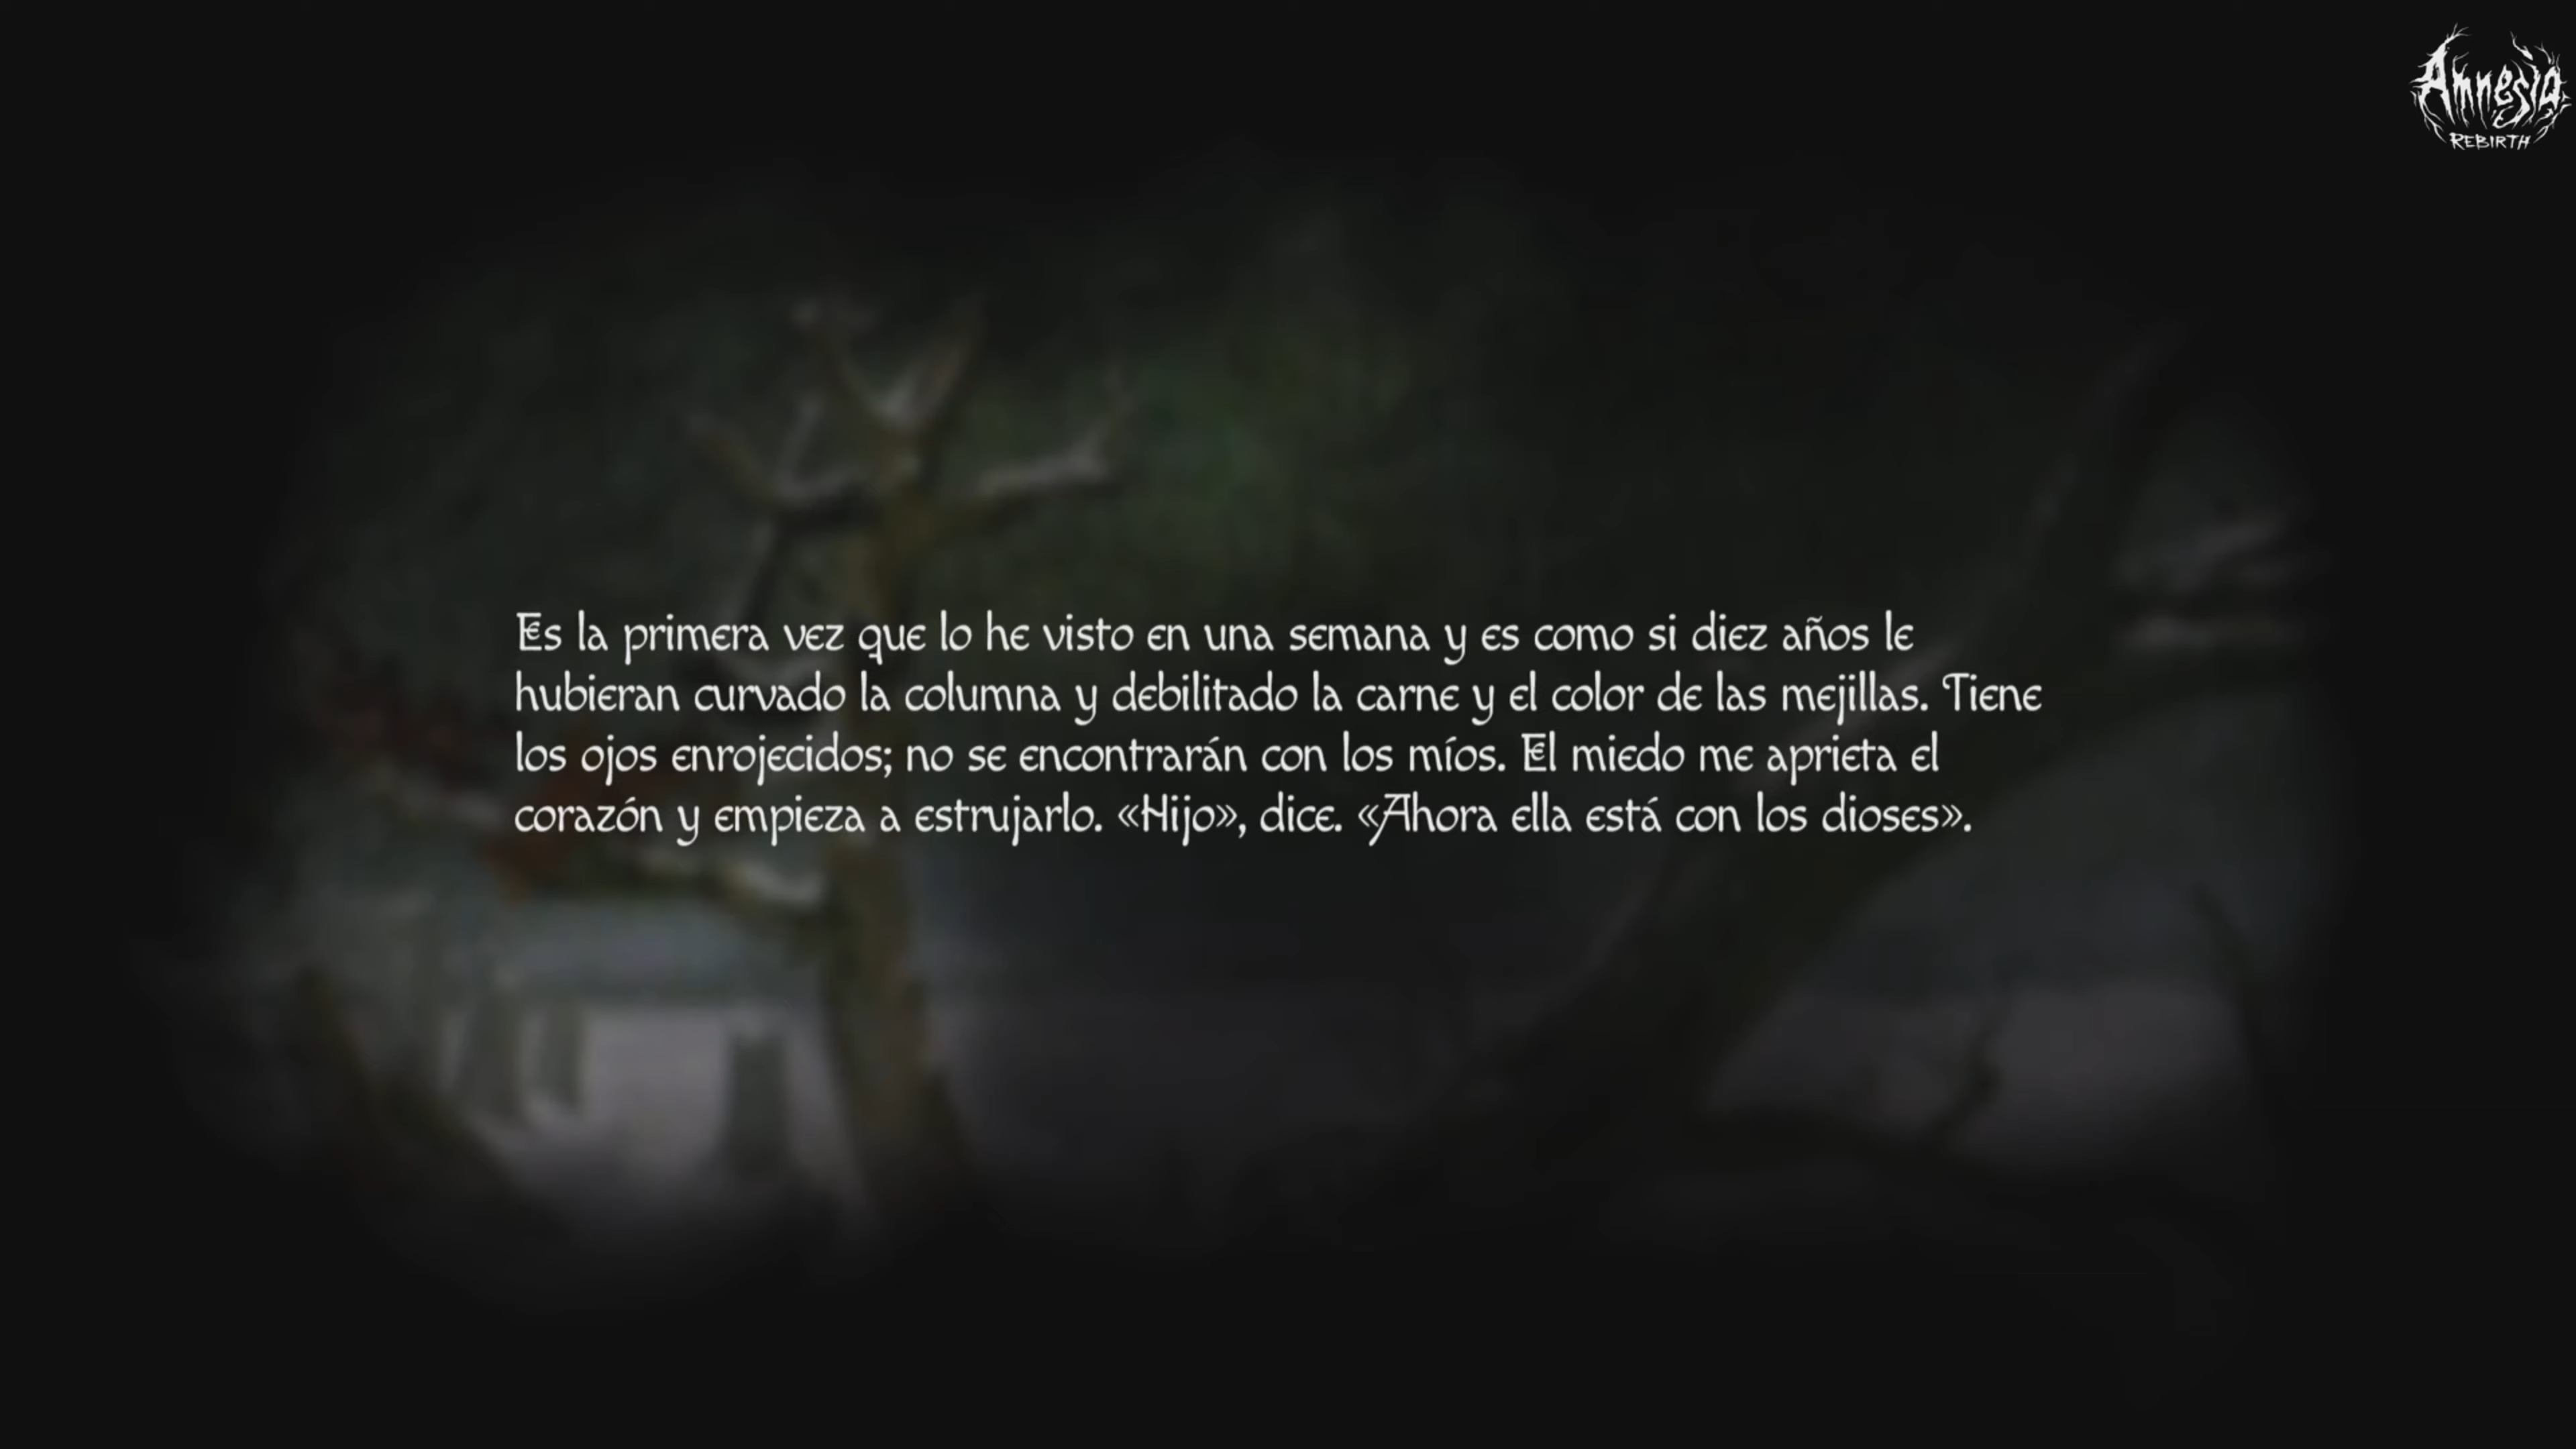 Amnesia
REBIRTH
Es la primera vez que lo he visto en una semana y es como si diez años le
hubieran curvado la columna y debilitado la carne y el color de las mejillas. Tiene
los ojos enrojecidos; no se encontrarán con los míos. El miedo me aprieta el
corazón y empieza a estrujarlo. «Hijo», dice. «Ahora ella está con los dioses».